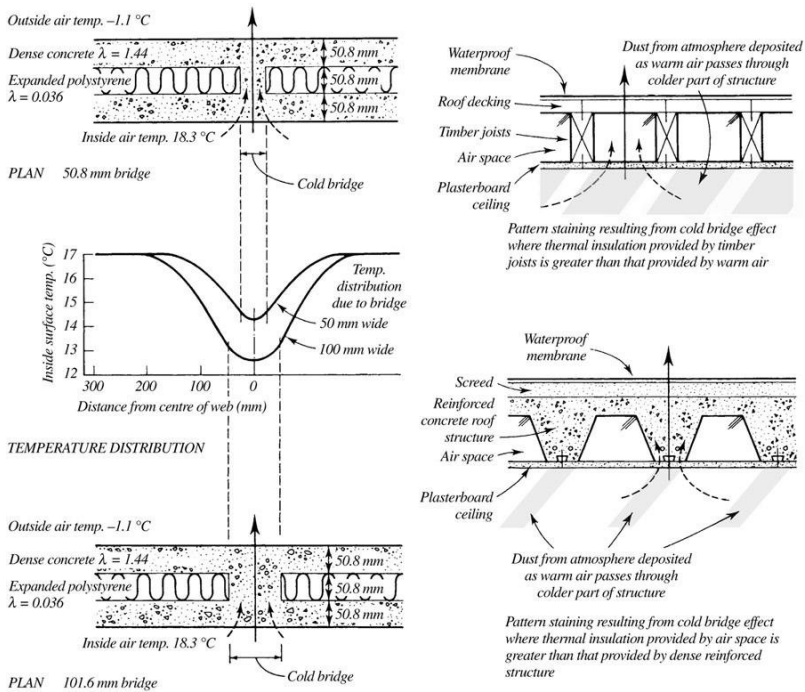 Outside air temp. –1.1 °C
Dense concrete λ = 1.44
50.8 mm
Expanded polystyrene
λ = 0.036
50.8 mm
50.8 mm
Inside air temp. 18.3 °C
PLAN 50.8 mm bridge
Cold bridge
Inside surface temp. (°C)
17
16
15
14
13
12
Temp.
distribution
due to bridge
50 mm wide
100 mm wide
300 200 100 0
Distance from centre of web (mm)
TEMPERATURE DISTRIBUTION
Outside air temp. –1.1 °C
Dense concrete λ = 1.44
50.8 mm
Expanded polystyrene
λ = 0.036
50.8 mm
50.8 mm
Inside air temp. 18.3 °C
Cold bridge
PLAN 101.6 mm bridge
Waterproof
membrane
Dust from atmosphere deposited
as warm air passes through
colder part of structure
Roof decking
Timber joists
Air space
Plasterboard
ceiling
Pattern staining resulting from cold bridge effect
where thermal insulation provided by timber
joists is greater than that provided by warm air
Waterproof
membrane
Screed
Reinforced
concrete roof
structure
Air space
Plasterboard
ceiling
Dust from atmosphere deposited
as warm air passes through
colder part of structure
Pattern staining resulting from cold bridge effect
where thermal insulation provided by air space is
greater than that provided by dense reinforced
structure